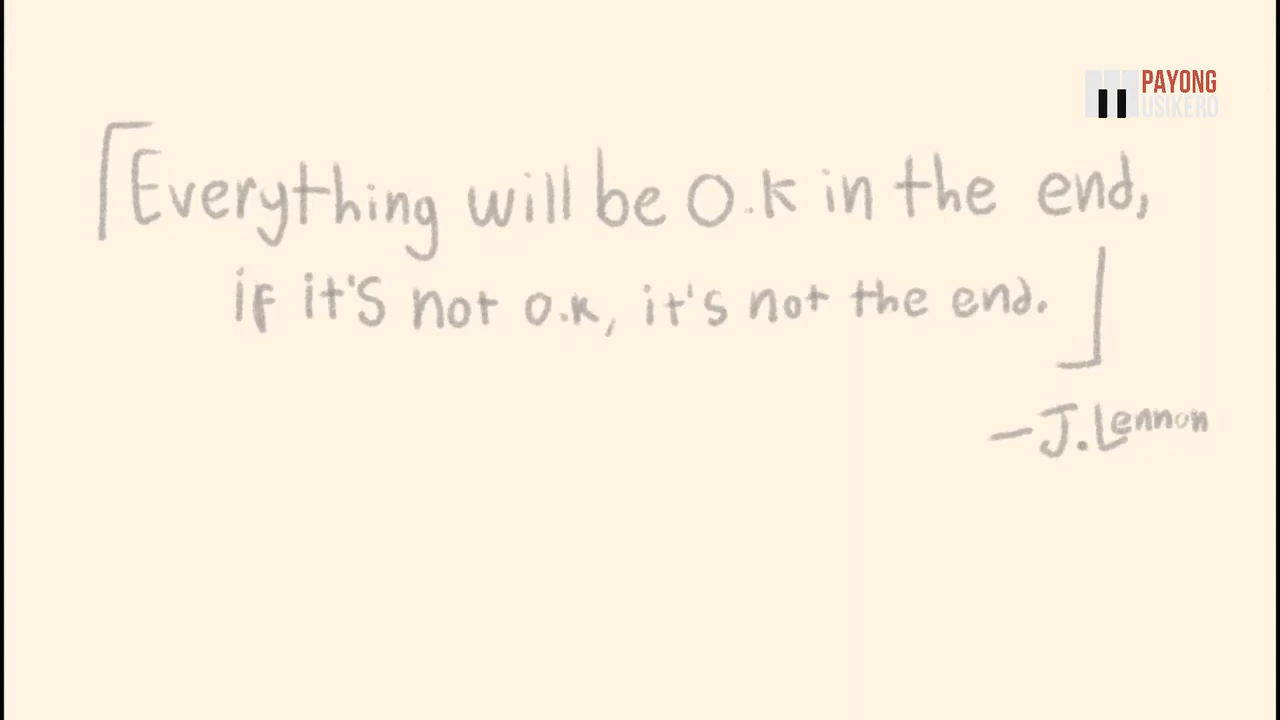 PAYONG
USIKERO
「Everything will be O.K in the end,
if it's not o.k, it's not the end.」
—J.Lennon